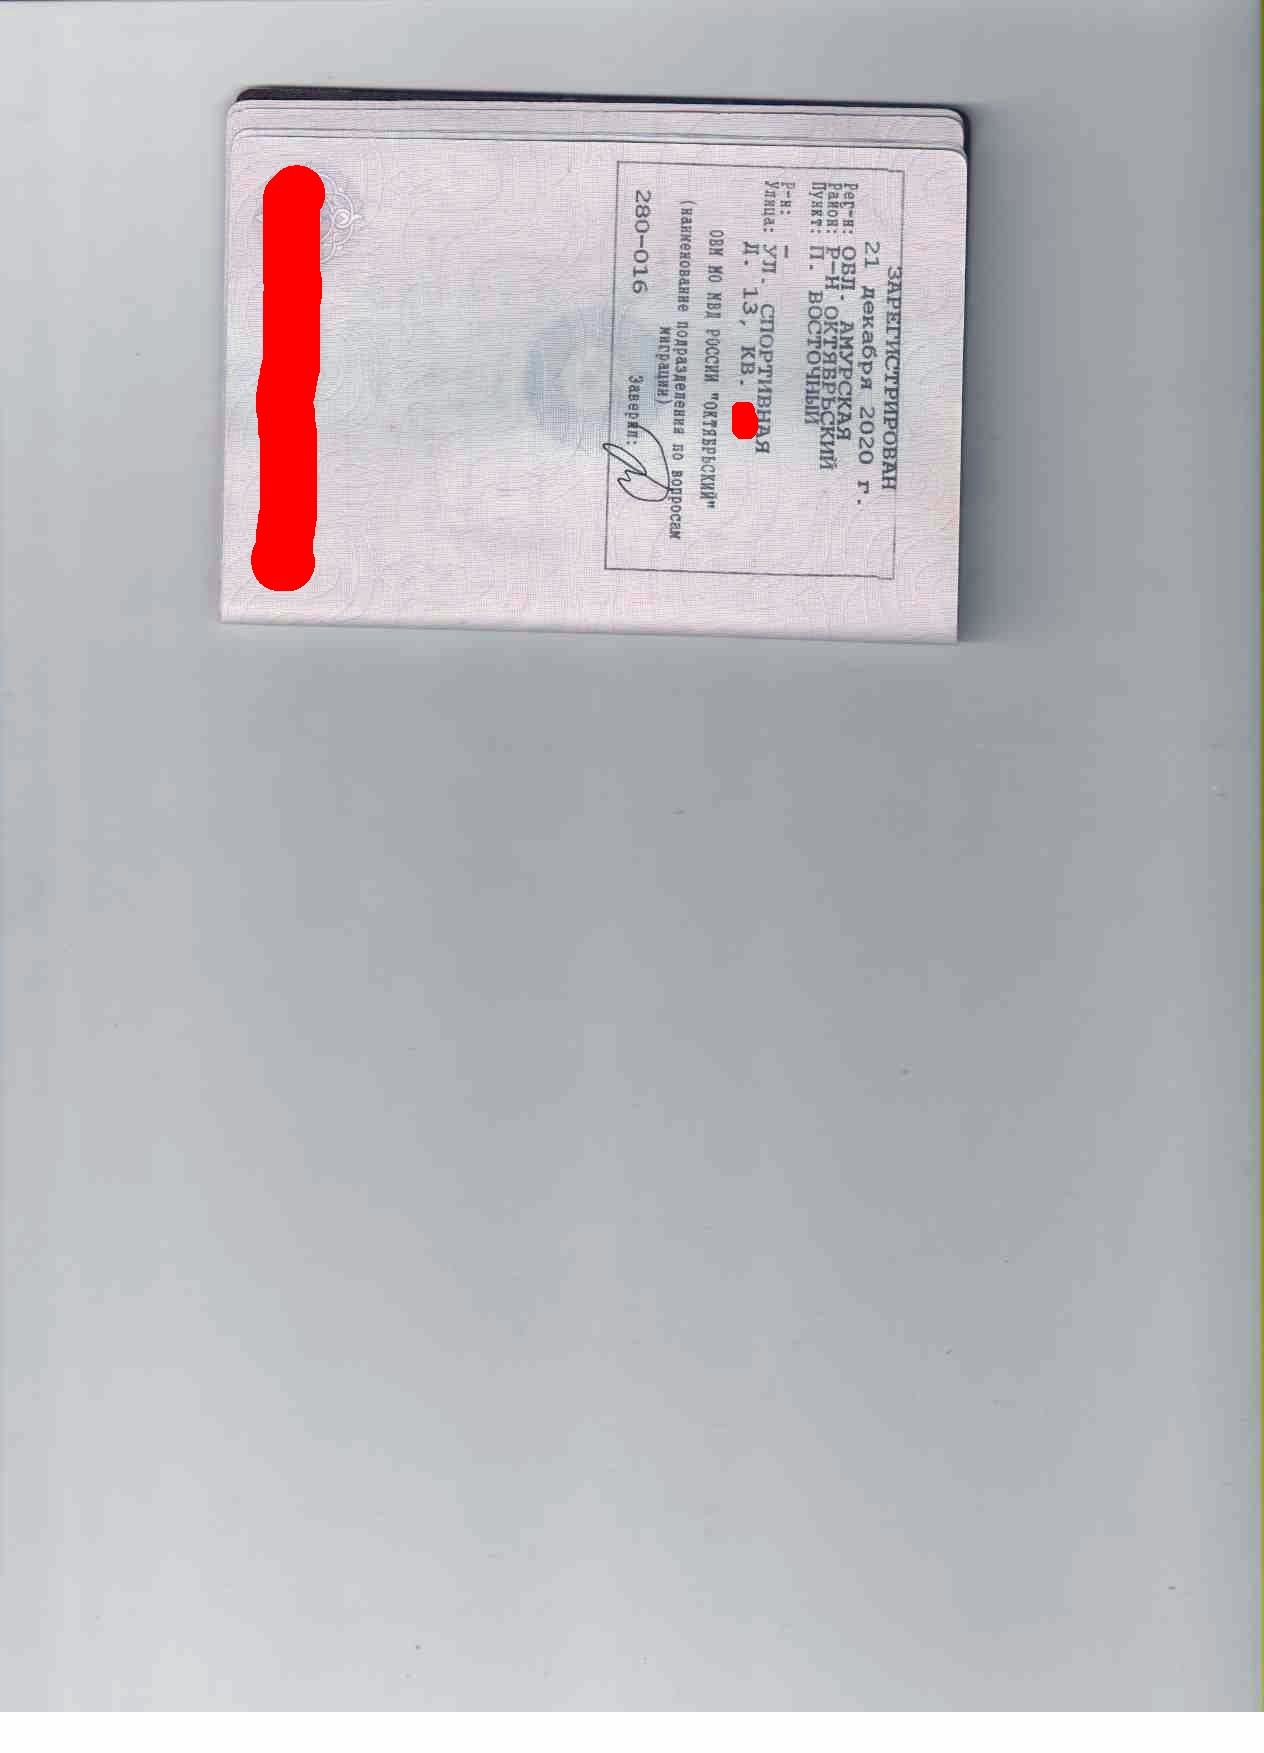 ЗАРЕГИСТРИРОВАН
21 декабря 2020 г.
Рег-н: ОБЛ. АМУРСКАЯ
Район: Р-Н ОКТЯБРЬСКИЙ
Пункт: П. ВОСТОЧНЫЙ
Р-н: -
Улица: УЛ. СПОРТИВНАЯ
Д. 13, КВ.
ОВМ МО МВД РОССИИ "ОКТЯБРЬСКИЙ"
(наименование подразделения по вопросам
миграции)
280-016 Заверил: